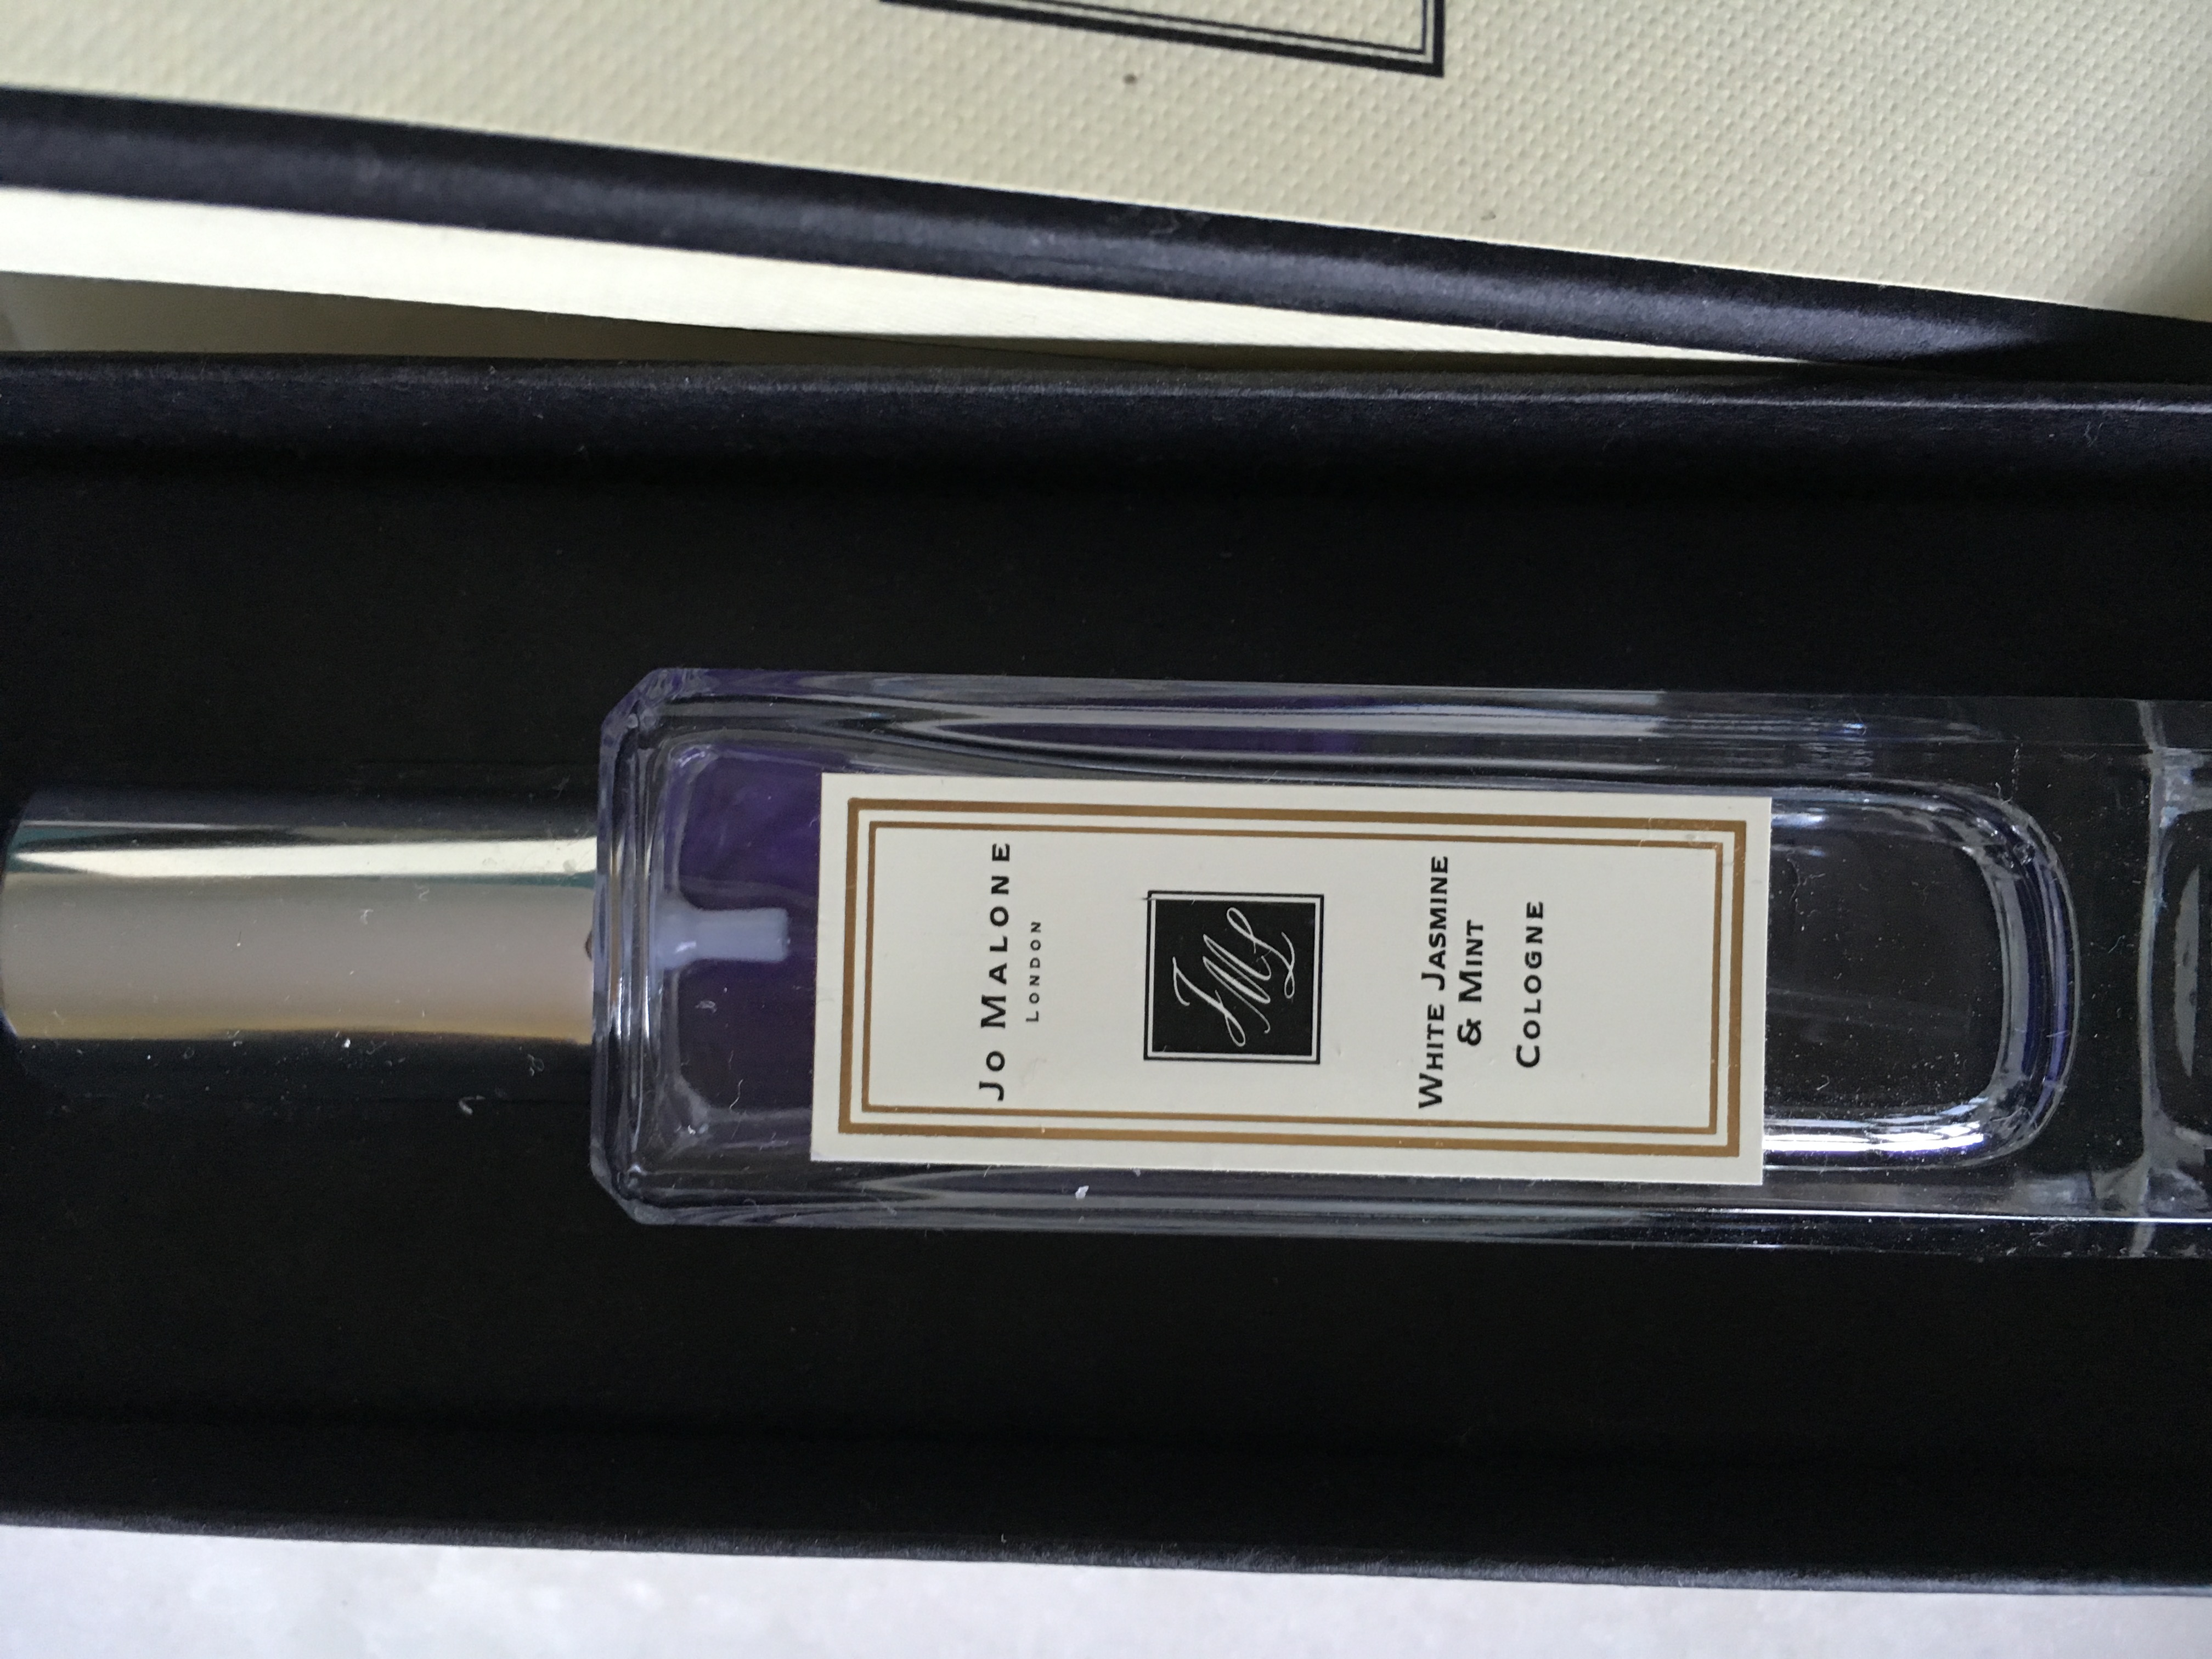 JO MALONE
LONDON
JML
WHITE JASMINE
& MINT
COLOGNE